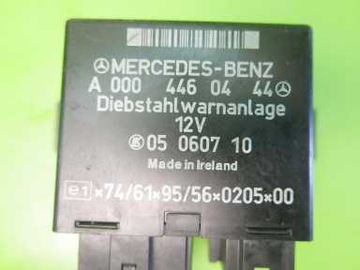 MERCEDES-BENZ
A 000 446 04 44
Diebstahlwarnanlage
12V
05 0607 10
Made in Ireland
e1 *74/61*95/56*0205*00